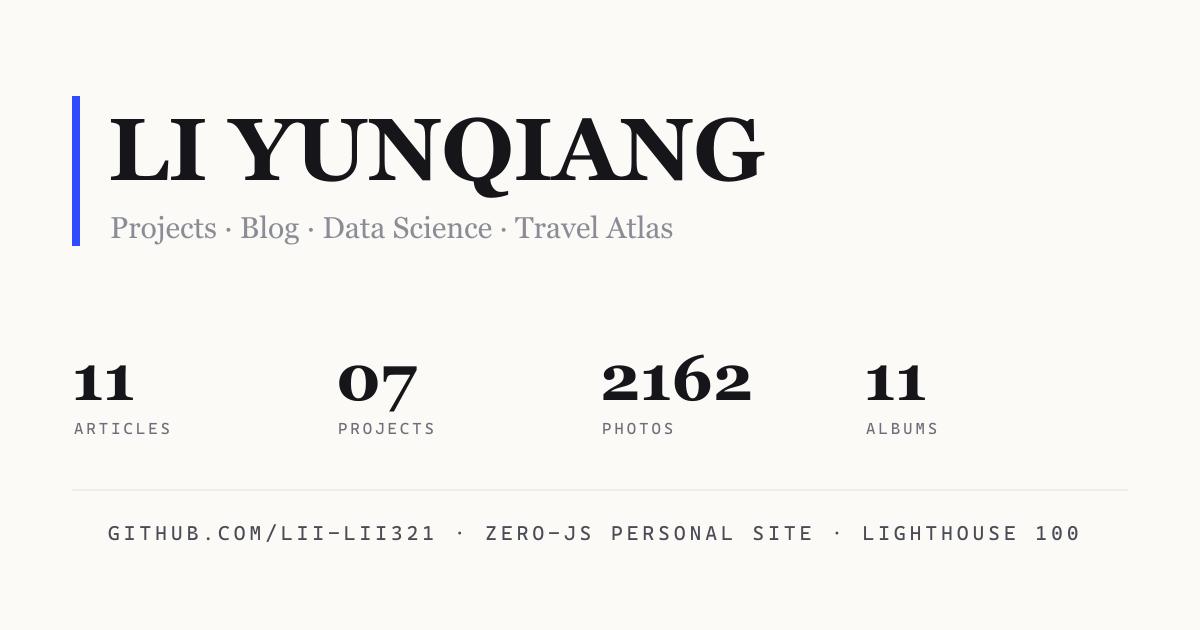 LI YUNQIANG
Projects · Blog · Data Science · Travel Atlas
11 07 2162 11
ARTICLES PROJECTS PHOTOS ALBUMS
GITHUB.COM/LII-LII321 · ZERO-JS PERSONAL SITE · LIGHTHOUSE 100